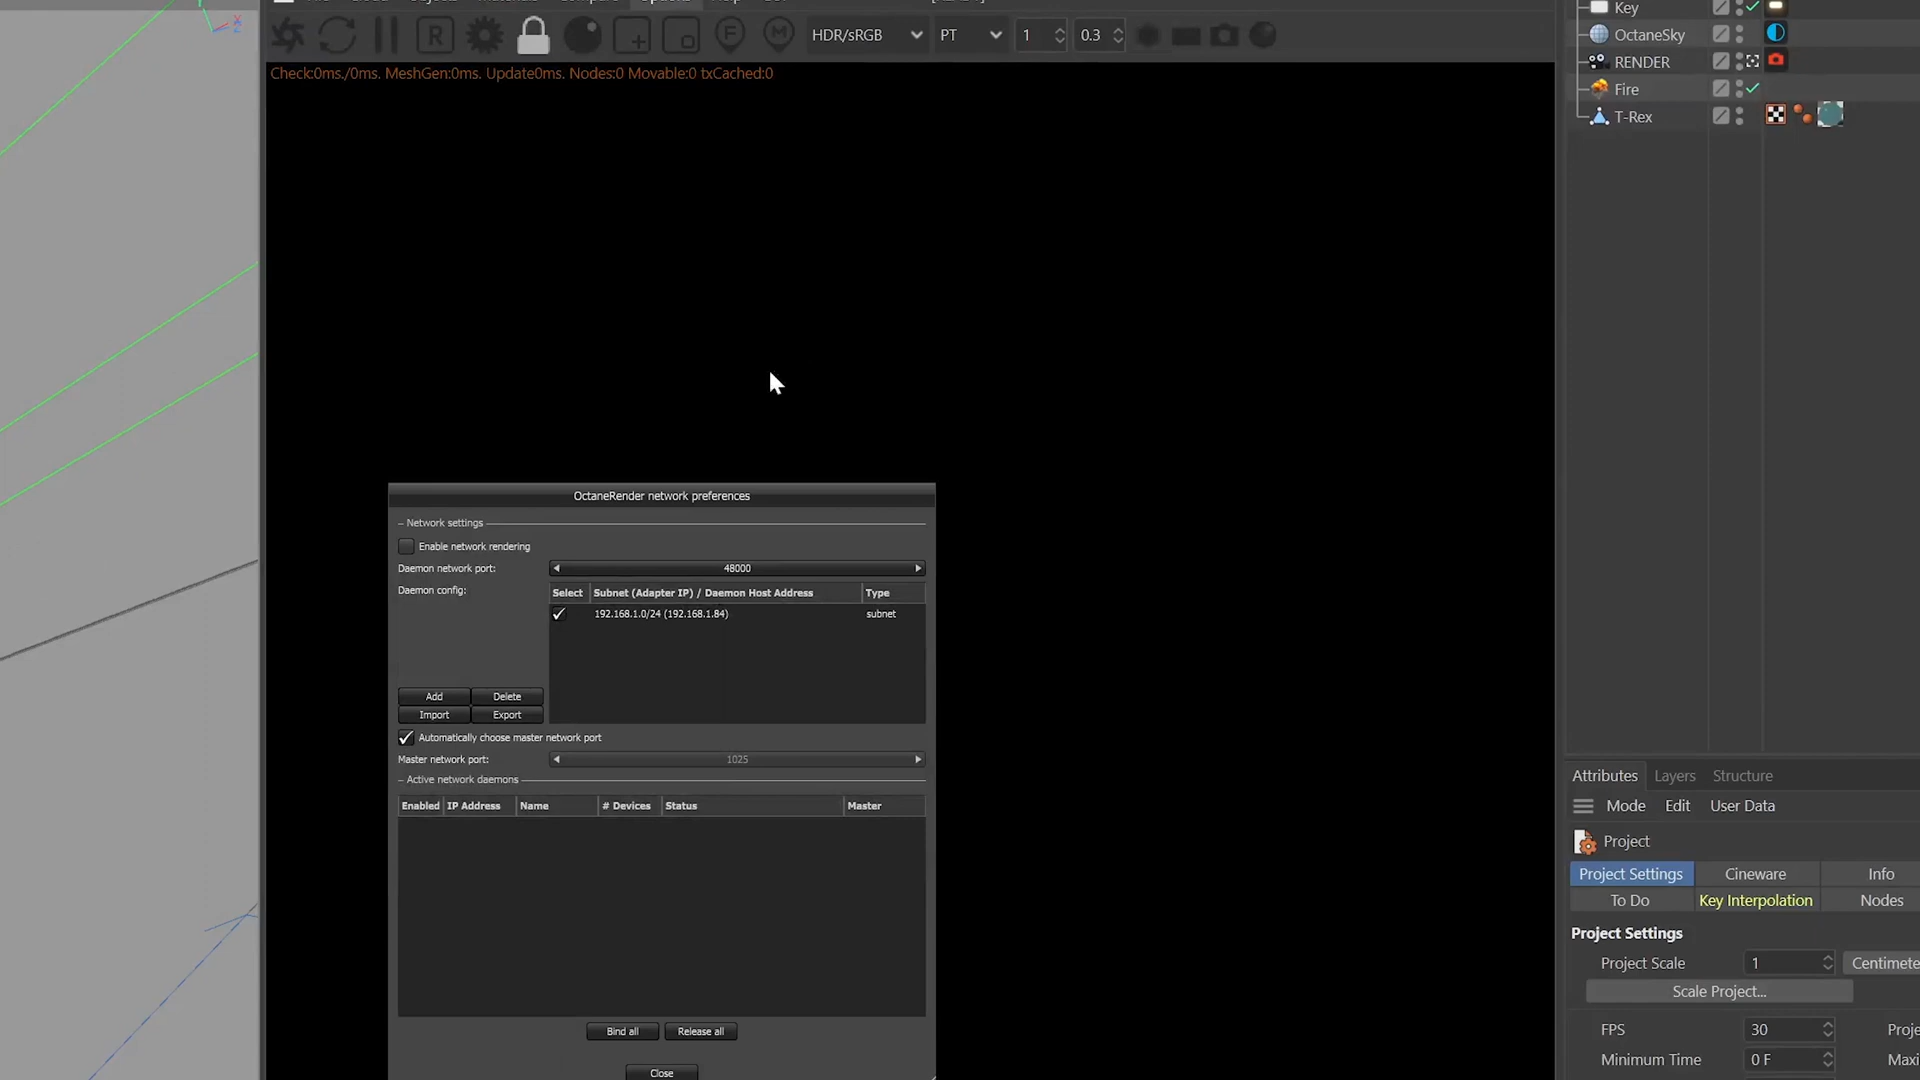 HDR/sRGB PT 1 0.3
Check:0ms./0ms. MeshGen:0ms. Update0ms. Nodes:0 Movable:0 txCached:0
Key
OctaneSky
RENDER
Fire
T-Rex
OctaneRender network preferences
Network settings
Enable network rendering
Daemon network port: 48000
Daemon config:
Select Subnet (Adapter IP) / Daemon Host Address Type
192.168.1.0/24 (192.168.1.84) subnet
Add Delete
Import Export
Automatically choose master network port
Master network port: 1025
Active network daemons
Enabled IP Address Name # Devices Status Master
Bind all Release all
Close
Attributes Layers Structure
Mode Edit User Data
Project
Project Settings Cineware Info
To Do Key Interpolation Nodes
Project Settings
Project Scale 1 Centimete
Scale Project...
FPS 30 Proje
Minimum Time 0 F Maxi